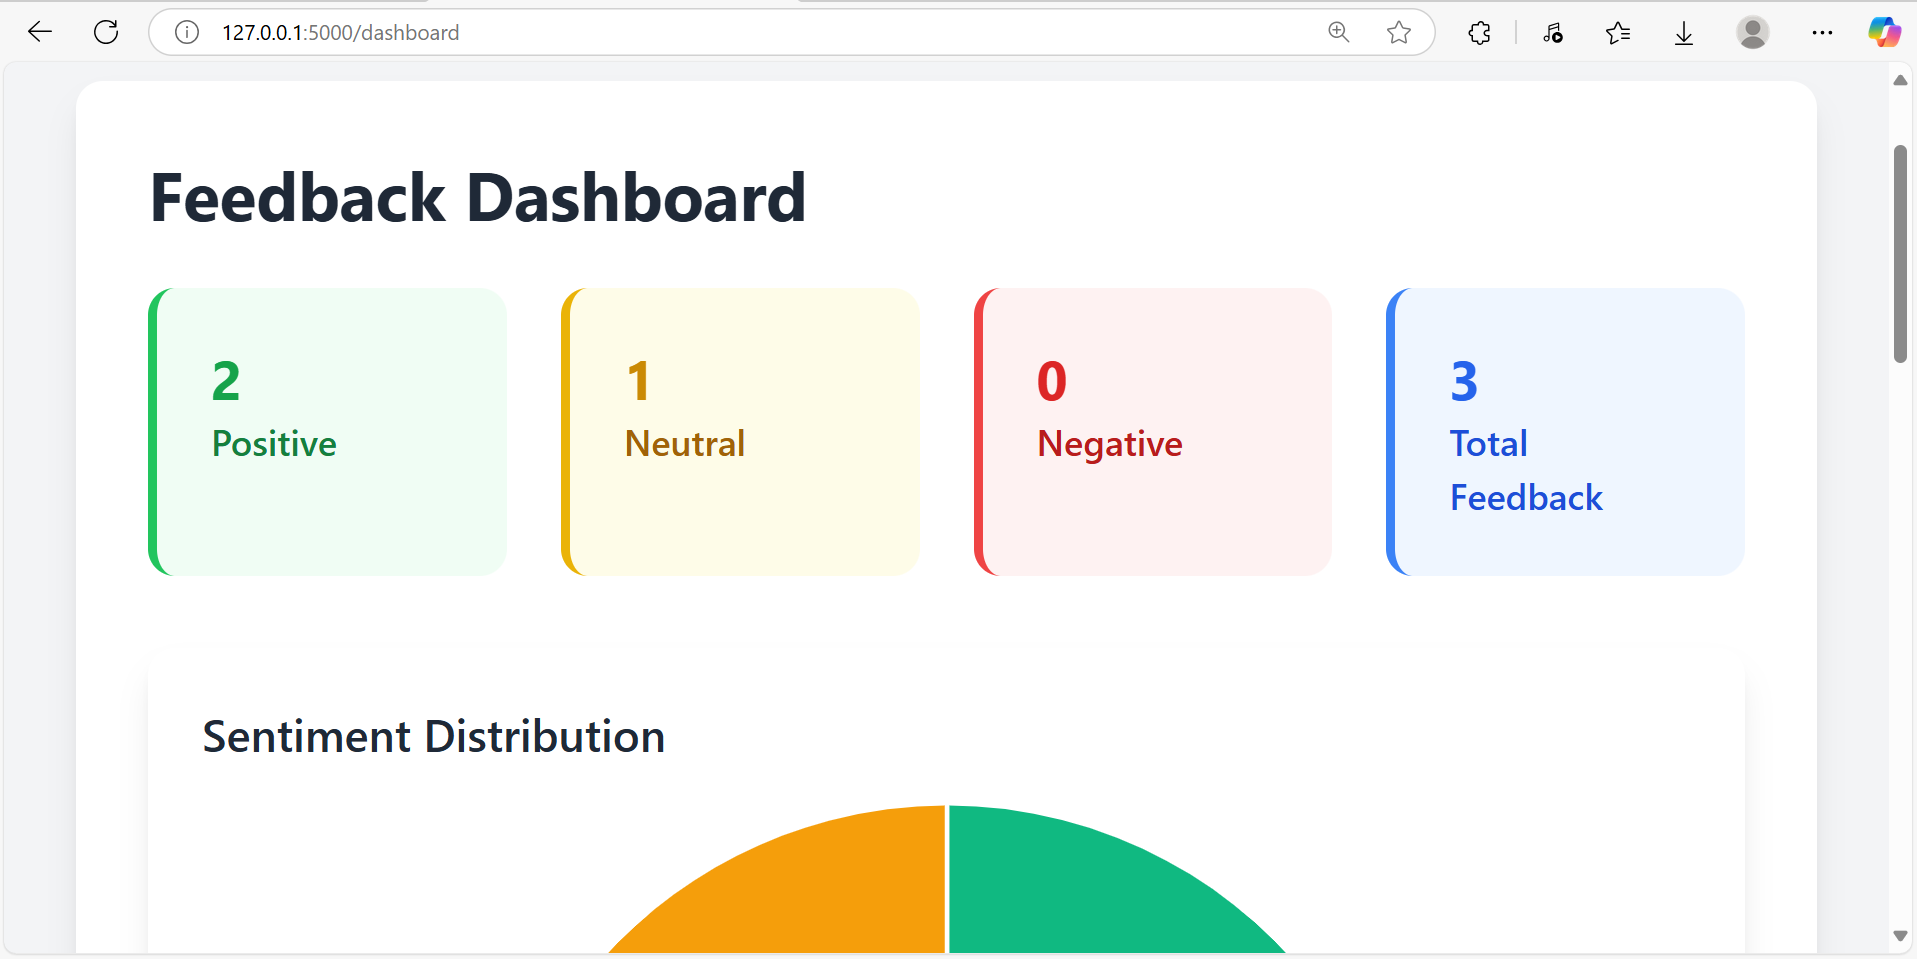 127.0.0.1:5000/dashboard
Feedback Dashboard
2
Positive
1
Neutral
0
Negative
3
Total
Feedback
Sentiment Distribution